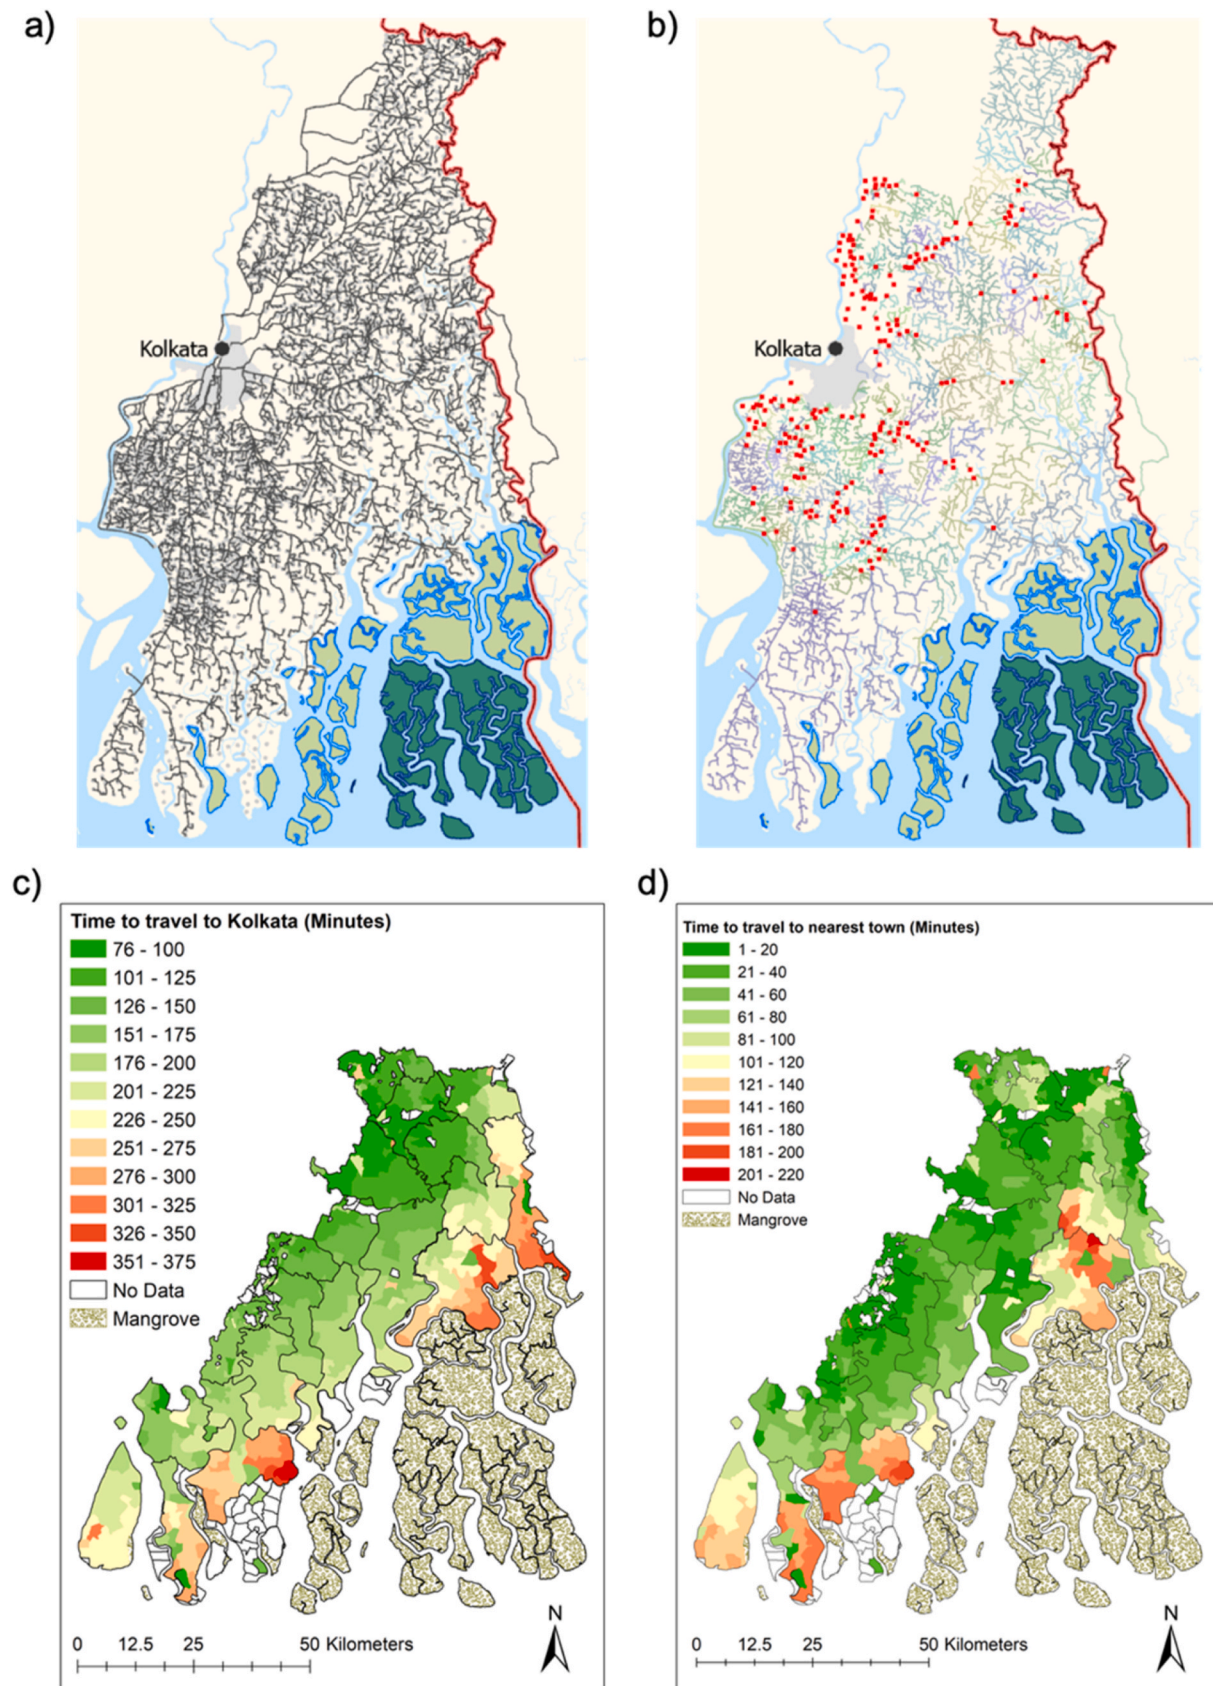 a)
b)
Kolkata
Kolkata
c)
d)
Time to travel to Kolkata (Minutes)
76 - 100
101 - 125
126 - 150
151 - 175
176 - 200
201 - 225
226 - 250
251 - 275
276 - 300
301 - 325
326 - 350
351 - 375
No Data
Mangrove
N
0 12.5 25 50 Kilometers
Time to travel to nearest town (Minutes)
1 - 20
21 - 40
41 - 60
61 - 80
81 - 100
101 - 120
121 - 140
141 - 160
161 - 180
181 - 200
201 - 220
No Data
Mangrove
N
0 12.5 25 50 Kilometers